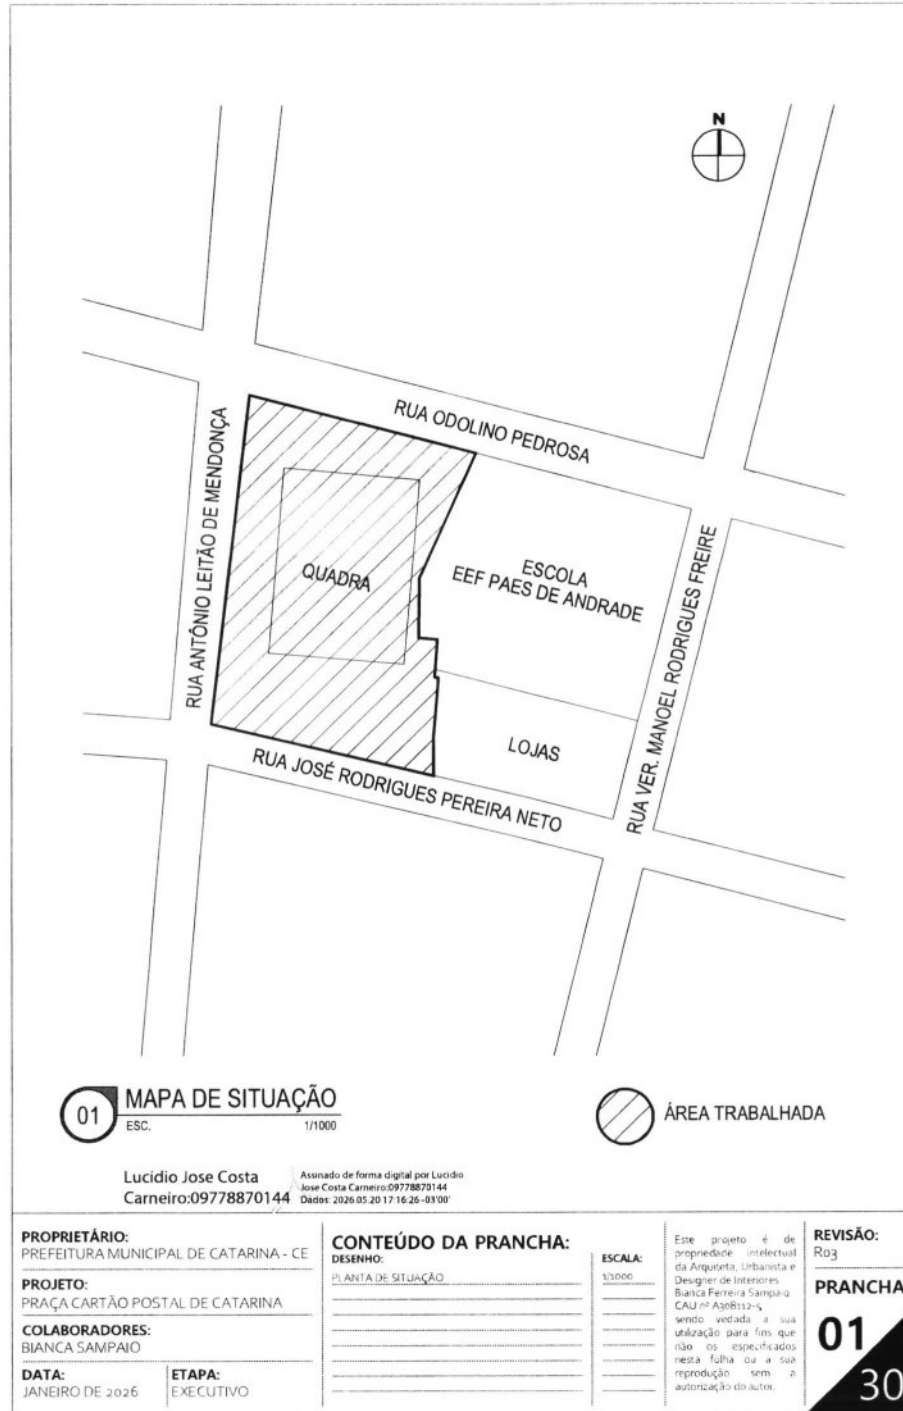 N
RUA ODOLINO PEDROSA
RUA ANTÔNIO LEITÃO DE MENDONÇA
QUADRA
ESCOLA
EEF PAES DE ANDRADE
RUA VER. MANOEL RODRIGUES FREIRE
LOJAS
RUA JOSÉ RODRIGUES PEREIRA NETO
01
MAPA DE SITUAÇÃO
ESC. 1/1000
ÁREA TRABALHADA
Lucidio Jose Costa
Carneiro:09778870144
Assinado de forma digital por Lucidio
Jose Costa Carneiro:09778870144
Dados: 2026.05.20 17:16:26 -03'00'
PROPRIETÁRIO:
PREFEITURA MUNICIPAL DE CATARINA - CE
PROJETO:
PRAÇA CARTÃO POSTAL DE CATARINA
COLABORADORES:
BIANCA SAMPAIO
DATA:
JANEIRO DE 2026
ETAPA:
EXECUTIVO
CONTEÚDO DA PRANCHA:
DESENHO:
PLANTA DE SITUAÇÃO
ESCALA:
1/1000
Este projeto é de
propriedade intelectual
da Arquiteta, Urbanista e
Designer de Interiores
Bianca Ferreira Sampaio
CAU nº
sendo vedada a sua
utilização para fins que
não os especificados
nesta folha ou a sua
reprodução sem a
autorização do autor.
REVISÃO:
R03
PRANCHA
01
30